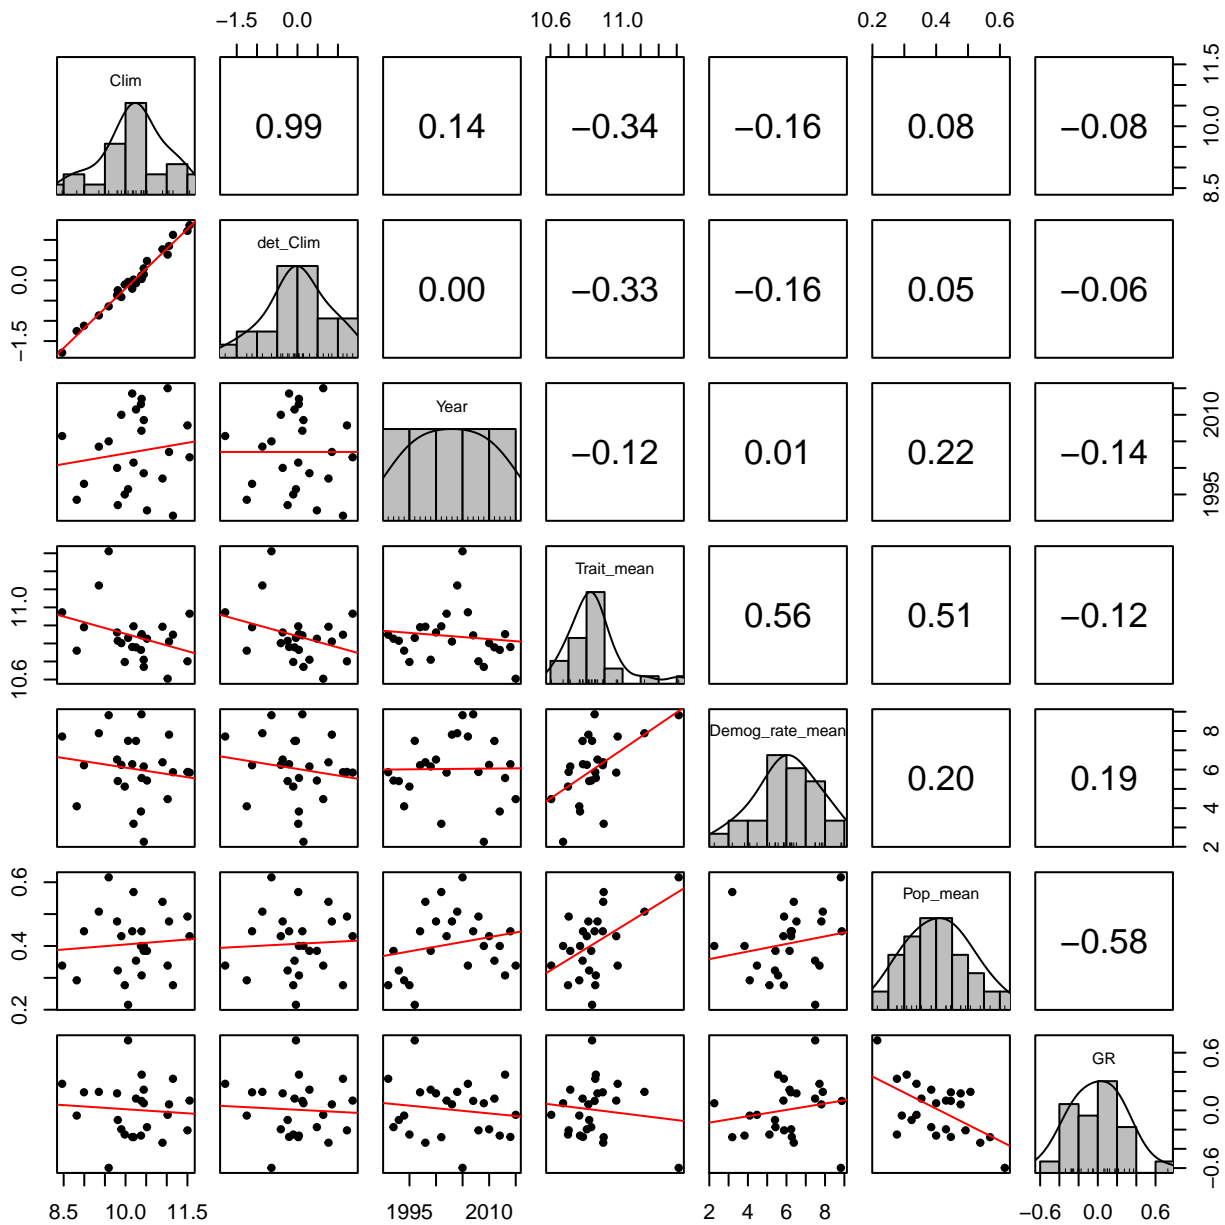 −1.5 0.0 10.6 11.0 0.2 0.4 0.6
Clim 0.99 0.14 −0.34 −0.16 0.08 −0.08 8.5 10.0 11.5
−1.5 0.0 det_Clim 0.00 −0.33 −0.16 0.05 −0.06
Year −0.12 0.01 0.22 −0.14 1995 2010
10.6 11.0 Trait_mean 0.56 0.51 −0.12
Demog_rate_mean 0.20 0.19 2 4 6 8
0.2 0.4 0.6 Pop_mean −0.58
GR −0.6 0.0 0.6
8.5 10.0 11.5 1995 2010 2 4 6 8 −0.6 0.0 0.6